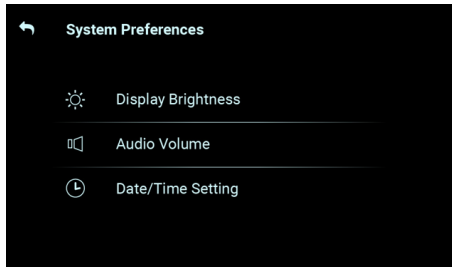 System Preferences
Display Brightness
Audio Volume
Date/Time Setting